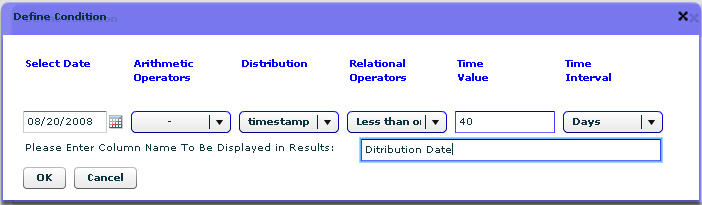 Define Condition
Select Date Arithmetic Operators Distribution Relational Operators Time Value Time Interval
08/20/2008 - timestamp Less than or 40 Days
Please Enter Column Name To Be Displayed in Results: Ditribution Date
OK Cancel